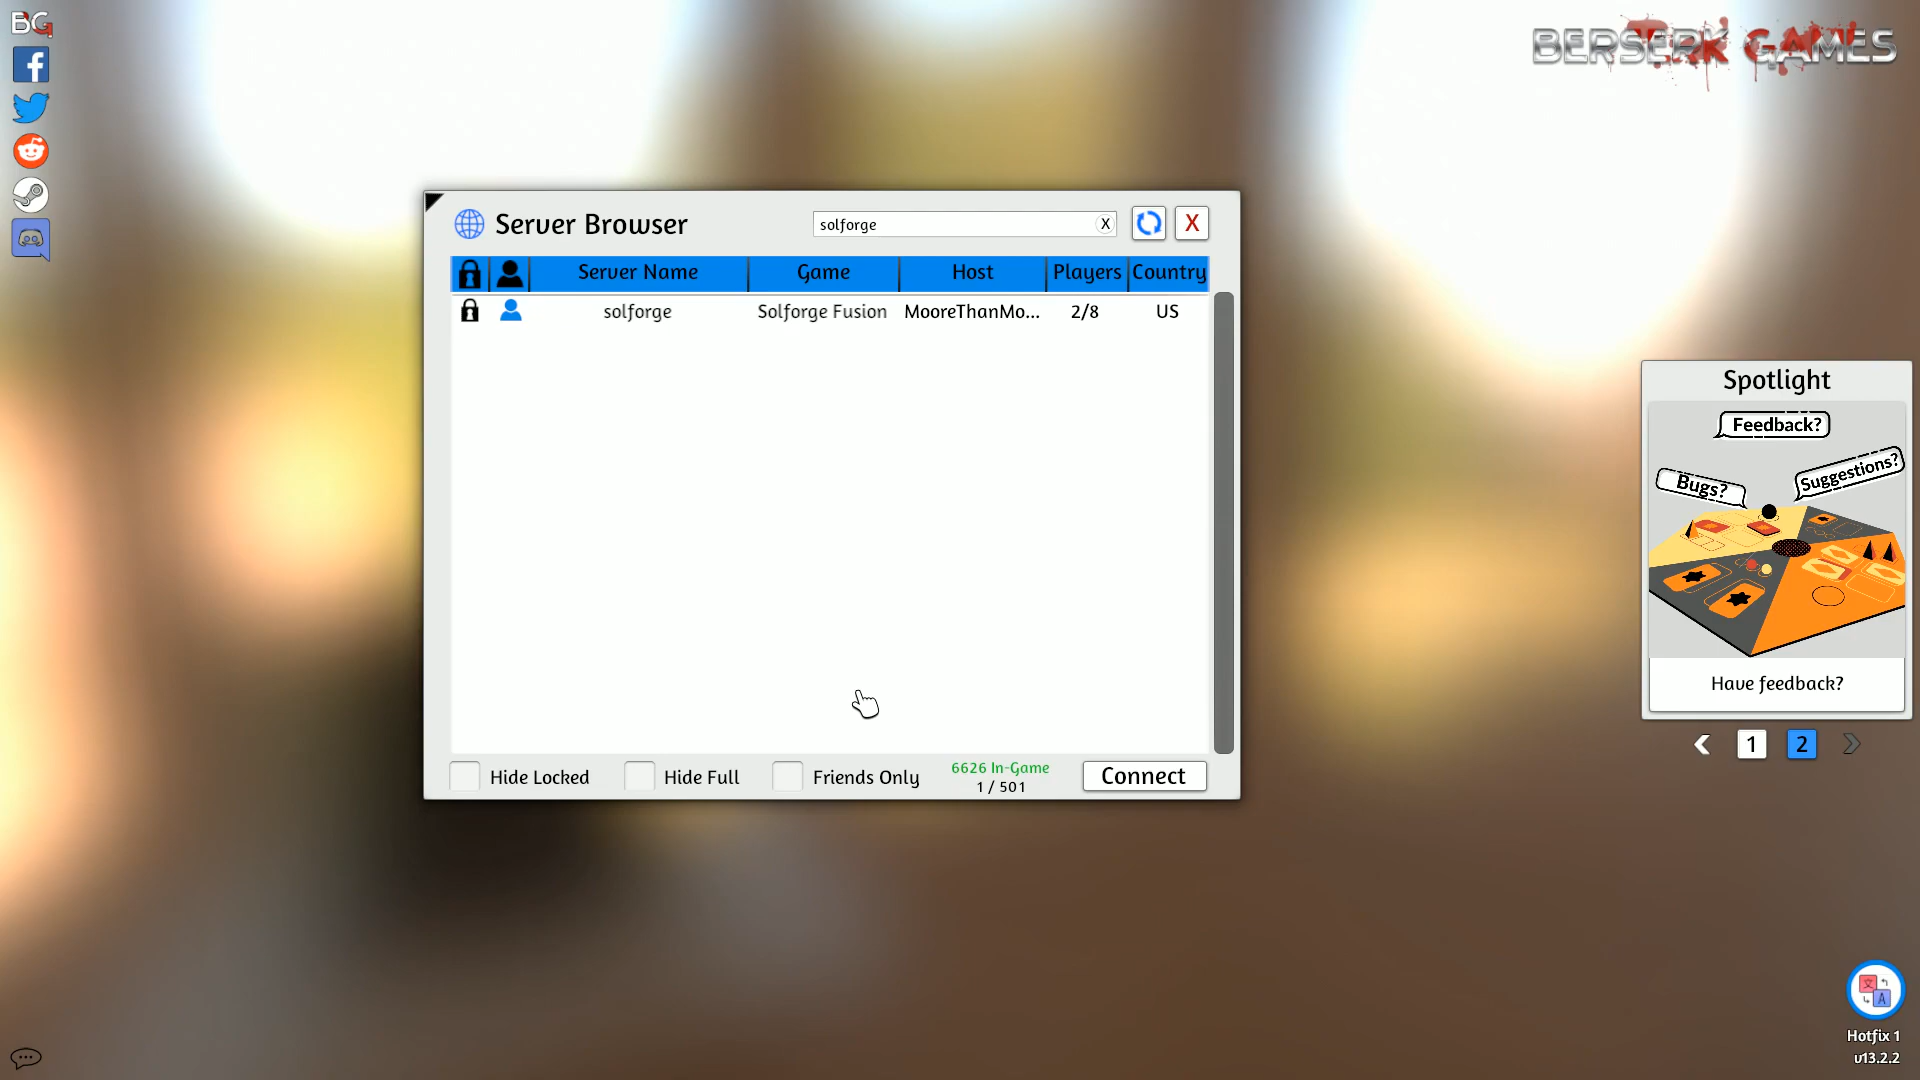 BG
BERSERK GAMES
Server Browser
solforge
X
X
Server Name
Game
Host
Players
Country
solforge
Solforge Fusion
MooreThanMo...
2/8
US
Hide Locked
Hide Full
Friends Only
6626 In-Game
1 / 501
Connect
Spotlight
Feedback?
Bugs?
Suggestions?
Have feedback?
1
2
文
A
Hotfix 1
v13.2.2